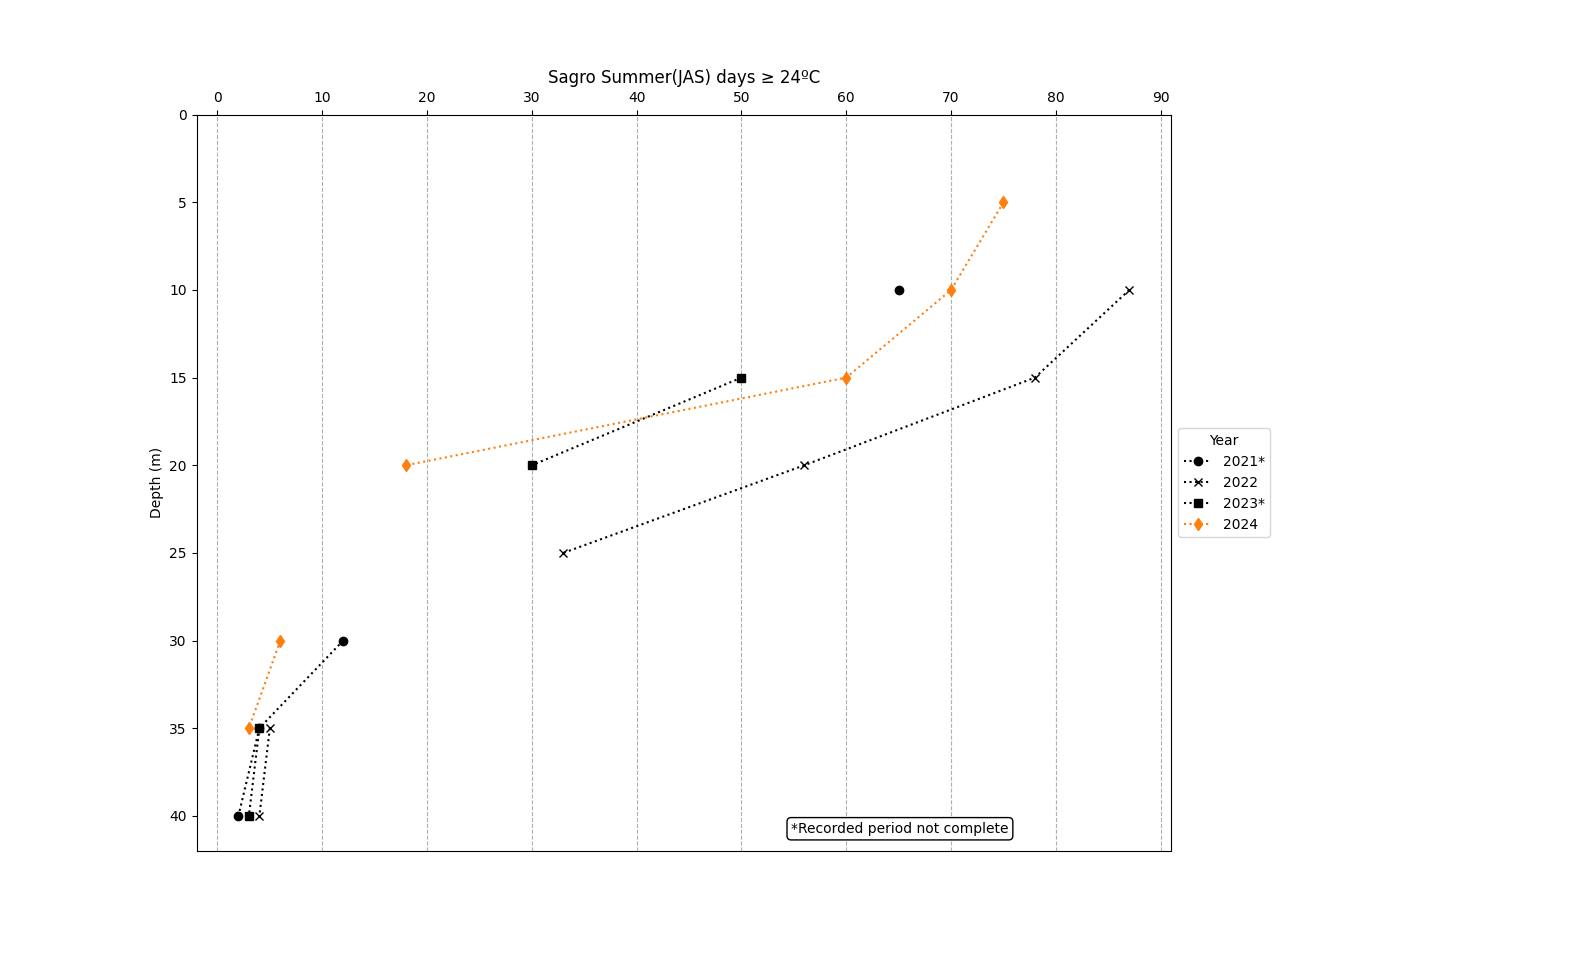 Sagro Summer(JAS) days ≥ 24ºC
0 10 20 30 40 50 60 70 80 90
0
5
10
15
20
25
30
35
40
Depth (m)
Year
2021*
2022
2023*
2024
*Recorded period not complete